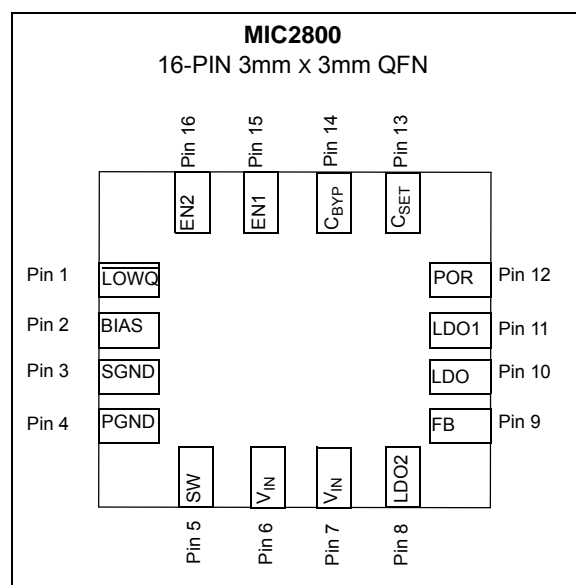 MIC2800
16-PIN 3mm x 3mm QFN
Pin 16 Pin 15 Pin 14 Pin 13
EN2 EN1 CBYP CSET
Pin 1 LOWQ POR Pin 12
Pin 2 BIAS LDO1 Pin 11
Pin 3 SGND LDO Pin 10
Pin 4 PGND FB Pin 9
SW VIN VIN LDO2
Pin 5 Pin 6 Pin 7 Pin 8